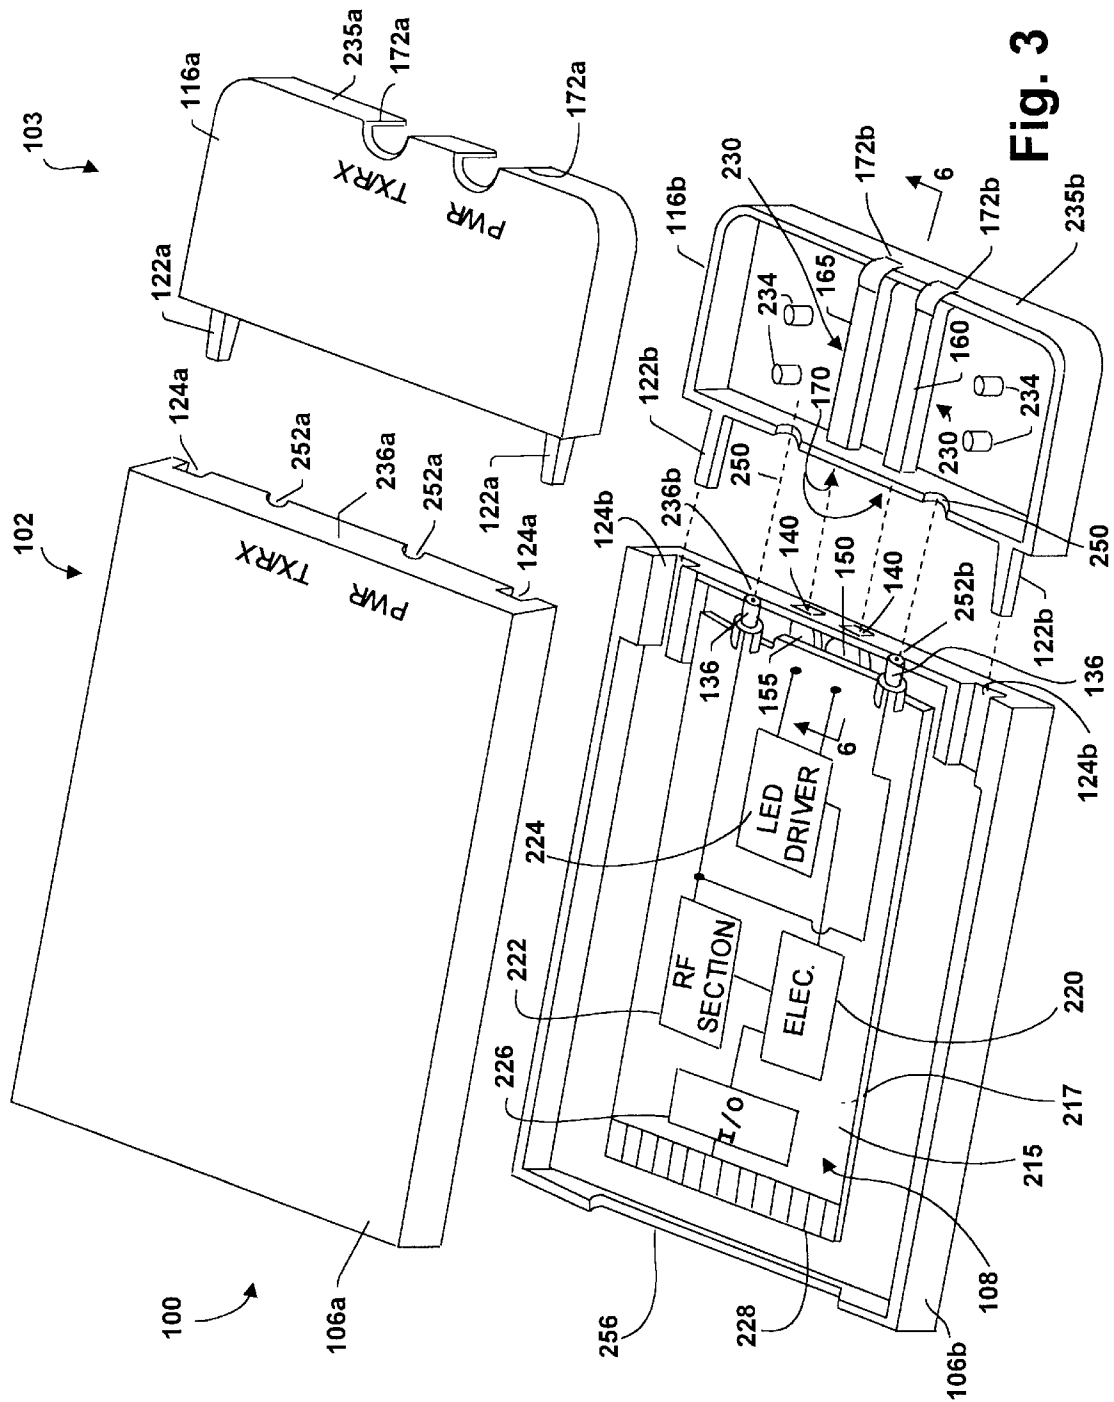 100
102
103
116a
122a
124a
TX/RX
252a
106a
235a
TX/RX
236a
PWR
172a
252a
PWR
122a
226
222
224
124a
172a
256
124b
122b
116b
236b
RF
SECTION
136
250
I/O
228
155
LED
DRIVER
140
234
230
170
ELEC.
150
165
6
140
172b
160
6
106b
108
252b
230
234
172b
215
217
220
122b
250
235b
124b
136
Fig. 3